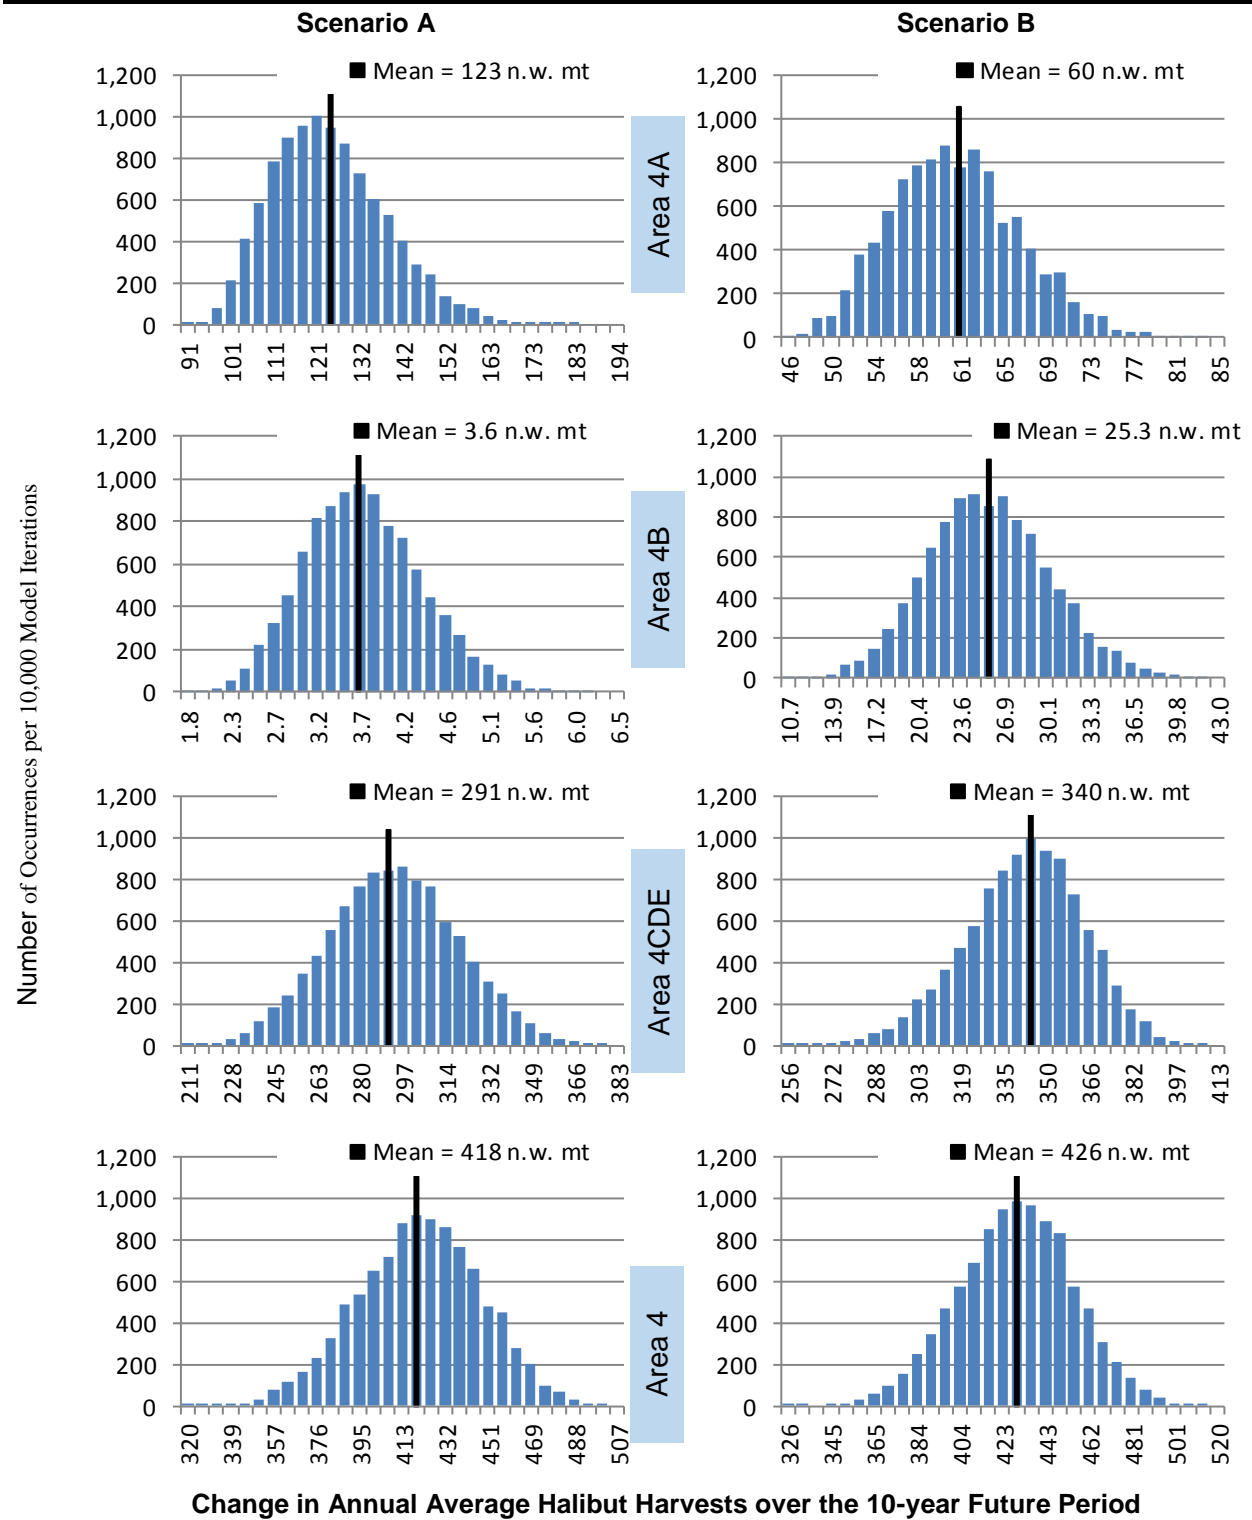 Scenario A
Scenario B
Mean = 123 n.w. mt
1,200
1,000
800
600
400
200
0
91 101 111 121 132 142 152 163 173 183 194
Area 4A
Mean = 60 n.w. mt
1,200
1,000
800
600
400
200
0
46 50 54 58 61 65 69 73 77 81 85
Mean = 3.6 n.w. mt
1,200
1,000
800
600
400
200
0
1.8 2.3 2.7 3.2 3.7 4.2 4.6 5.1 5.6 6.0 6.5
Area 4B
Mean = 25.3 n.w. mt
1,200
1,000
800
600
400
200
0
10.7 13.9 17.2 20.4 23.6 26.9 30.1 33.3 36.5 39.8 43.0
Number of Occurrences per 10,000 Model Iterations
Mean = 291 n.w. mt
1,200
1,000
800
600
400
200
0
211 228 245 263 280 297 314 332 349 366 383
Area 4CDE
Mean = 340 n.w. mt
1,200
1,000
800
600
400
200
0
256 272 288 303 319 335 350 366 382 397 413
Mean = 418 n.w. mt
1,200
1,000
800
600
400
200
0
320 339 357 376 395 413 432 451 469 488 507
Area 4
Mean = 426 n.w. mt
1,200
1,000
800
600
400
200
0
326 345 365 384 404 423 443 462 481 501 520
Change in Annual Average Halibut Harvests over the 10-year Future Period